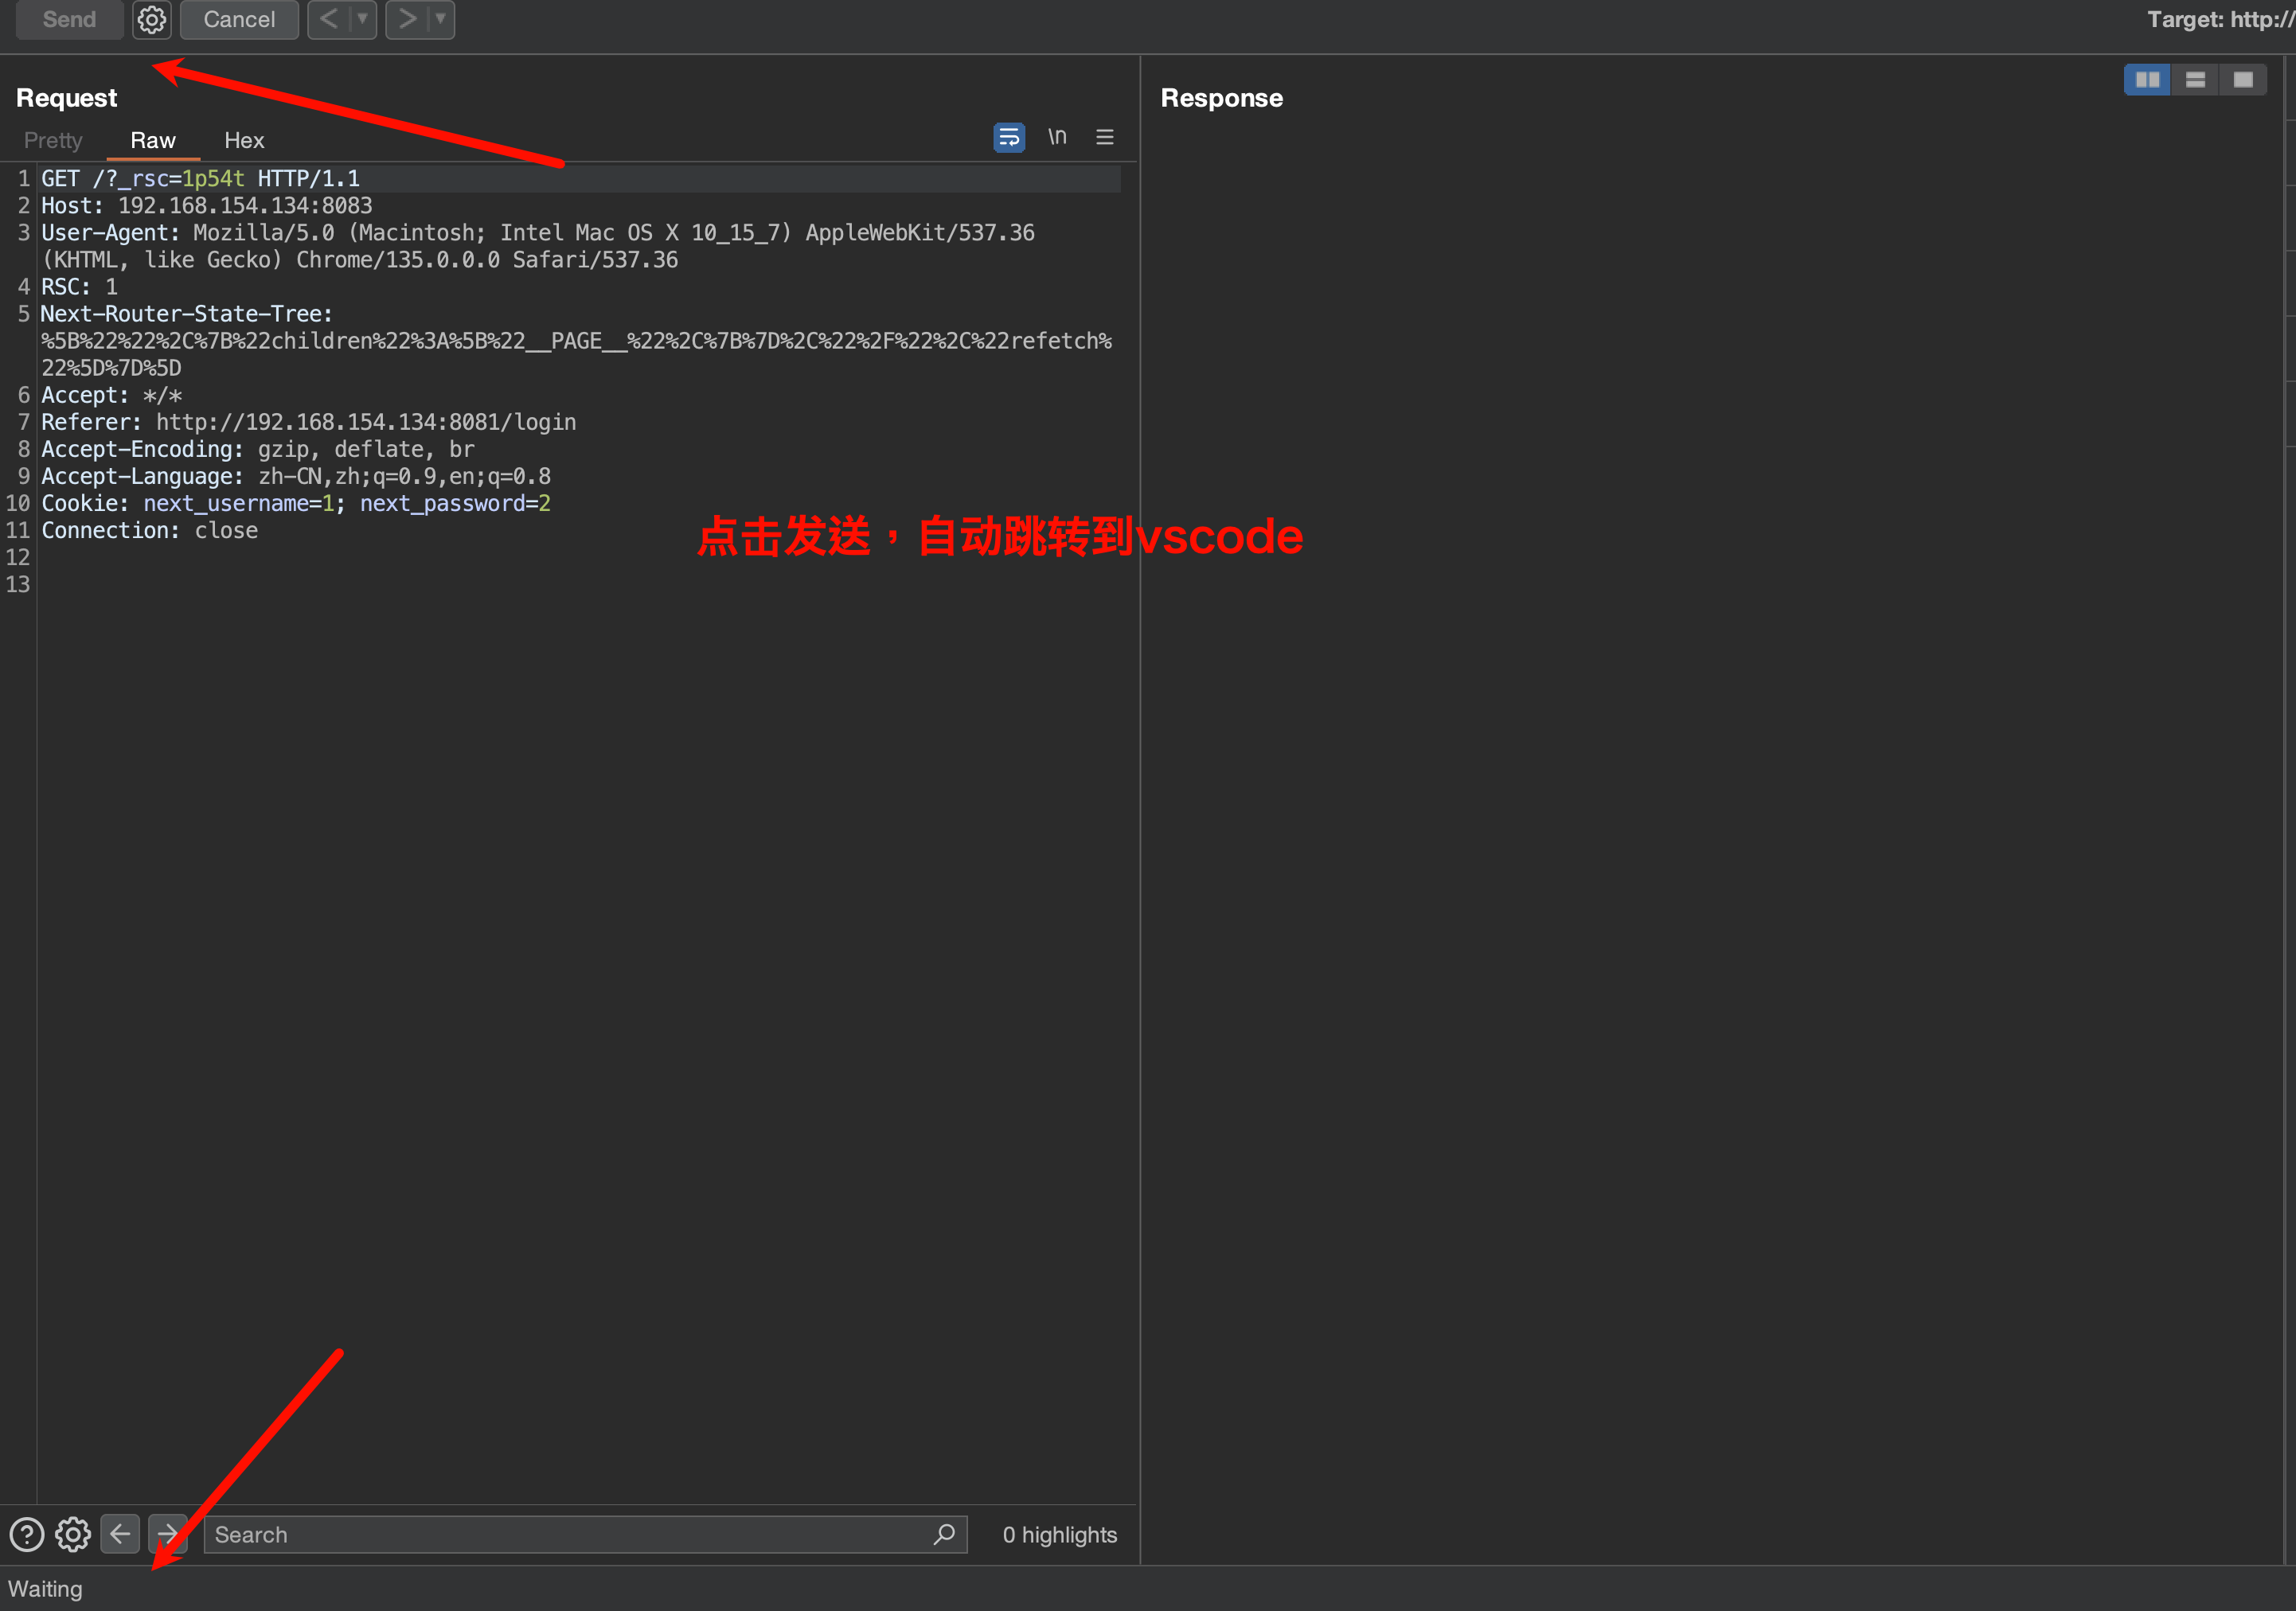 Send Cancel < > Target: http://
Request
Response
Pretty Raw Hex \n
1 GET /?_rsc=1p54t HTTP/1.1
2 Host: 192.168.154.134:8083
3 User-Agent: Mozilla/5.0 (Macintosh; Intel Mac OS X 10_15_7) AppleWebKit/537.36
(KHTML, like Gecko) Chrome/135.0.0.0 Safari/537.36
4 RSC: 1
5 Next-Router-State-Tree:
%5B%22%22%2C%7B%22children%22%3A%5B%22__PAGE__%22%2C%7B%7D%2C%22%2F%22%2C%22refetch%
22%5D%7D%5D
6 Accept: */*
7 Referer: http://192.168.154.134:8081/login
8 Accept-Encoding: gzip, deflate, br
9 Accept-Language: zh-CN,zh;q=0.9,en;q=0.8
10 Cookie: next_username=1; next_password=2
11 Connection: close
12
13
点击发送，自动跳转到vscode
Search
0 highlights
Waiting